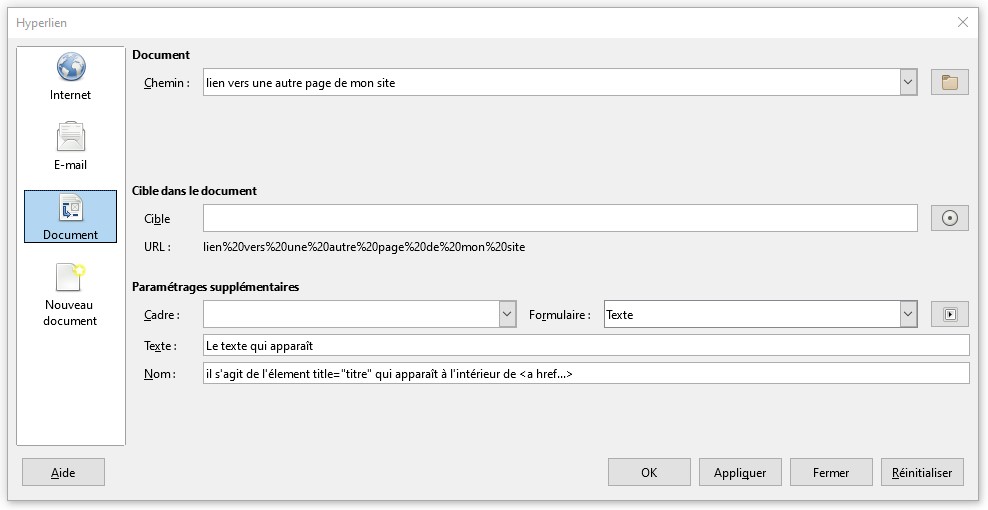 Hyperlien
Internet
E-mail
Document
Nouveau
document
Document
Chemin : lien vers une autre page de mon site
Cible dans le document
Cible
URL : lien%20vers%20une%20autre%20page%20de%20mon%20site
Paramétrages supplémentaires
Cadre : Formulaire : Texte
Texte : Le texte qui apparaît
Nom : il s'agit de l'élement title="titre" qui apparaît à l'intérieur de <a href...>
Aide OK Appliquer Fermer Réinitialiser